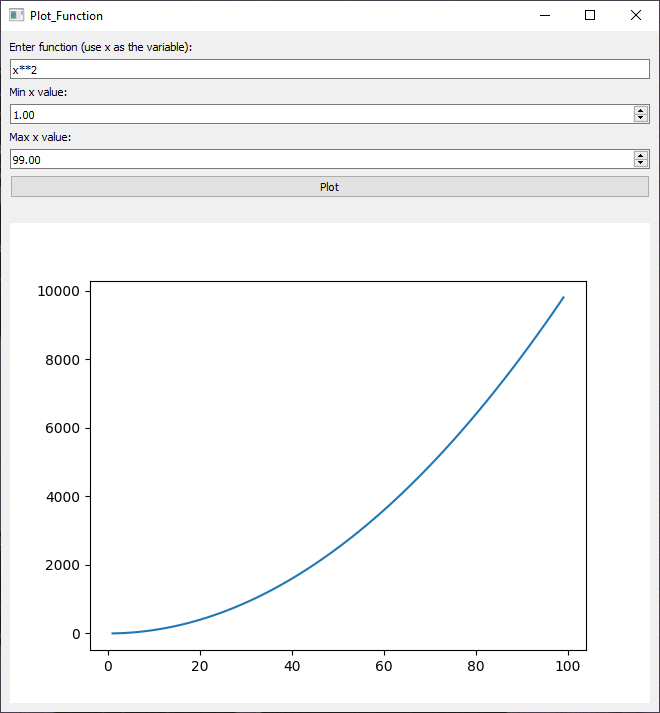 Plot_Function
Enter function (use x as the variable):
x**2
Min x value:
1.00
Max x value:
99.00
Plot
10000
8000
6000
4000
2000
0
0 20 40 60 80 100